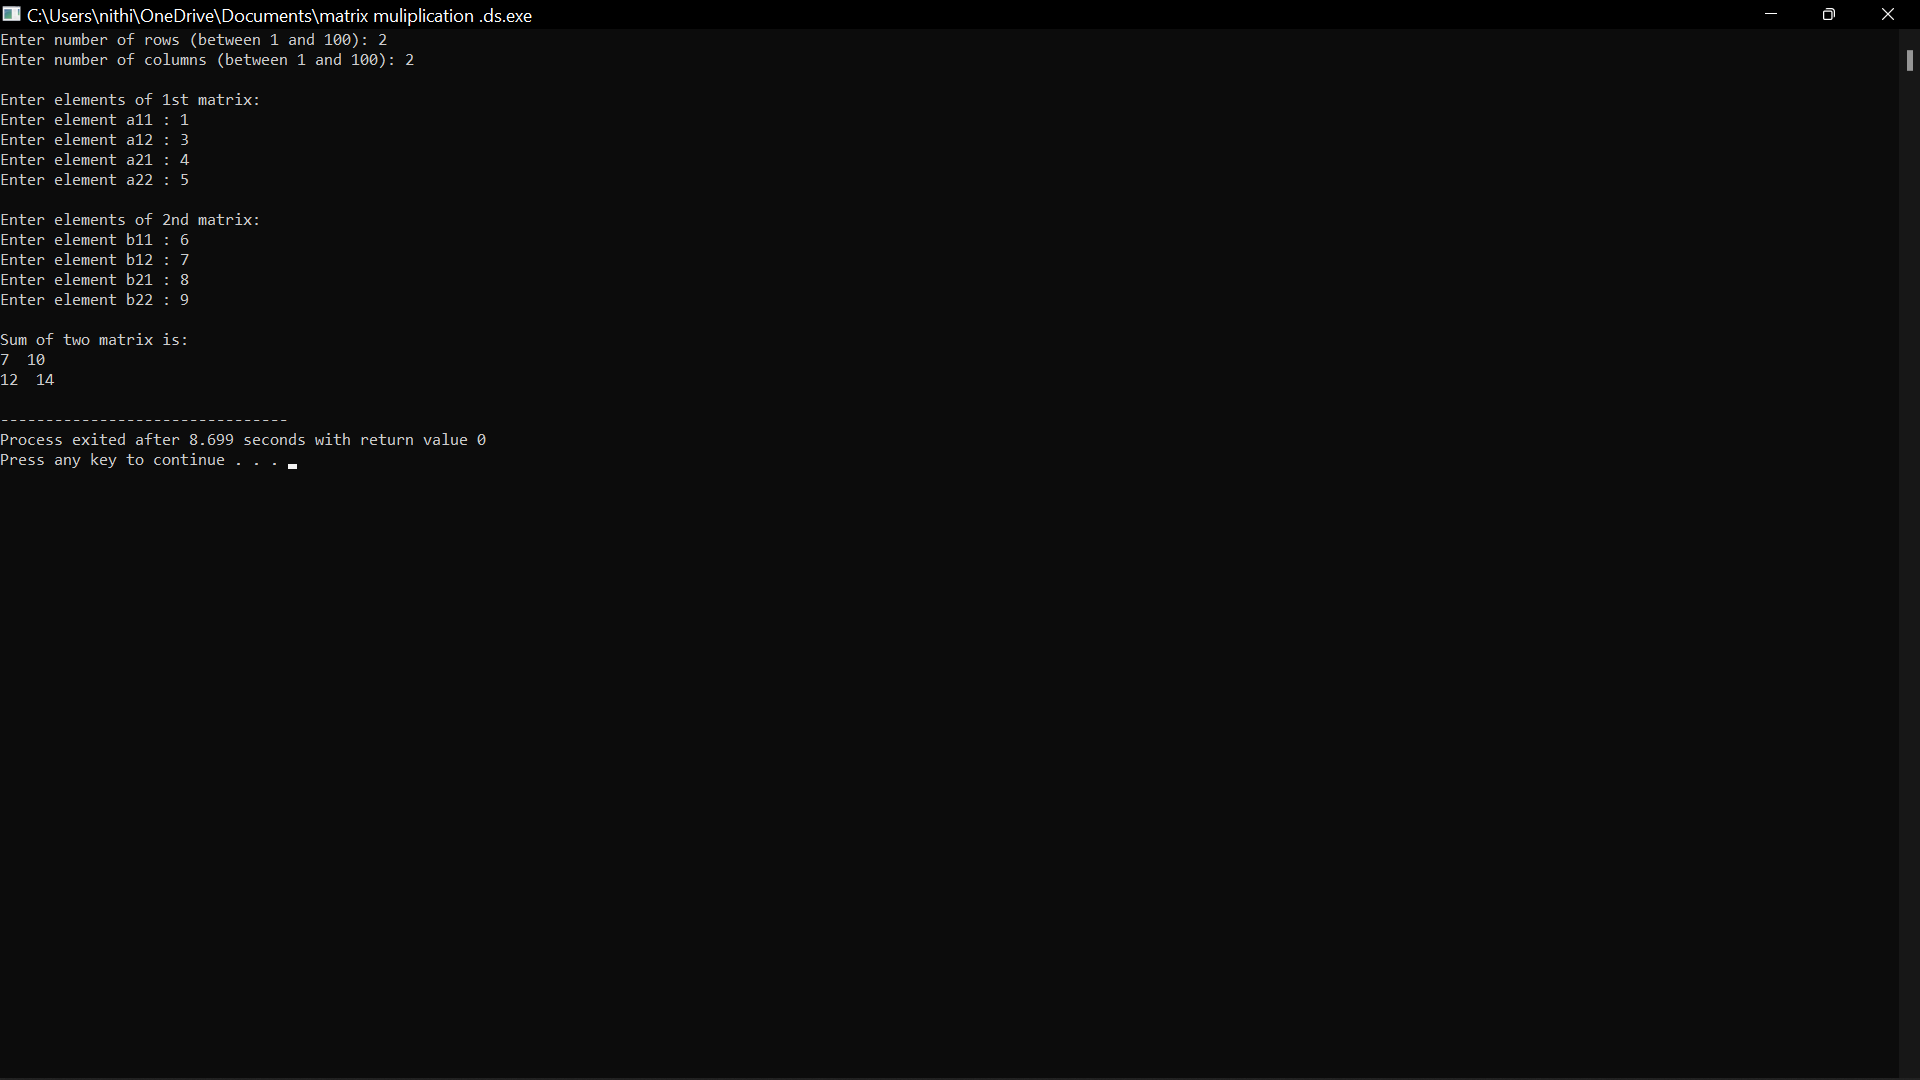 C:\Users\nithi\OneDrive\Documents\matrix muliplication .ds.exe
Enter number of rows (between 1 and 100): 2
Enter number of columns (between 1 and 100): 2
Enter elements of 1st matrix:
Enter element a11 : 1
Enter element a12 : 3
Enter element a21 : 4
Enter element a22 : 5
Enter elements of 2nd matrix:
Enter element b11 : 6
Enter element b12 : 7
Enter element b21 : 8
Enter element b22 : 9
Sum of two matrix is:
7  10
12  14
--------------------------------
Process exited after 8.699 seconds with return value 0
Press any key to continue . . .